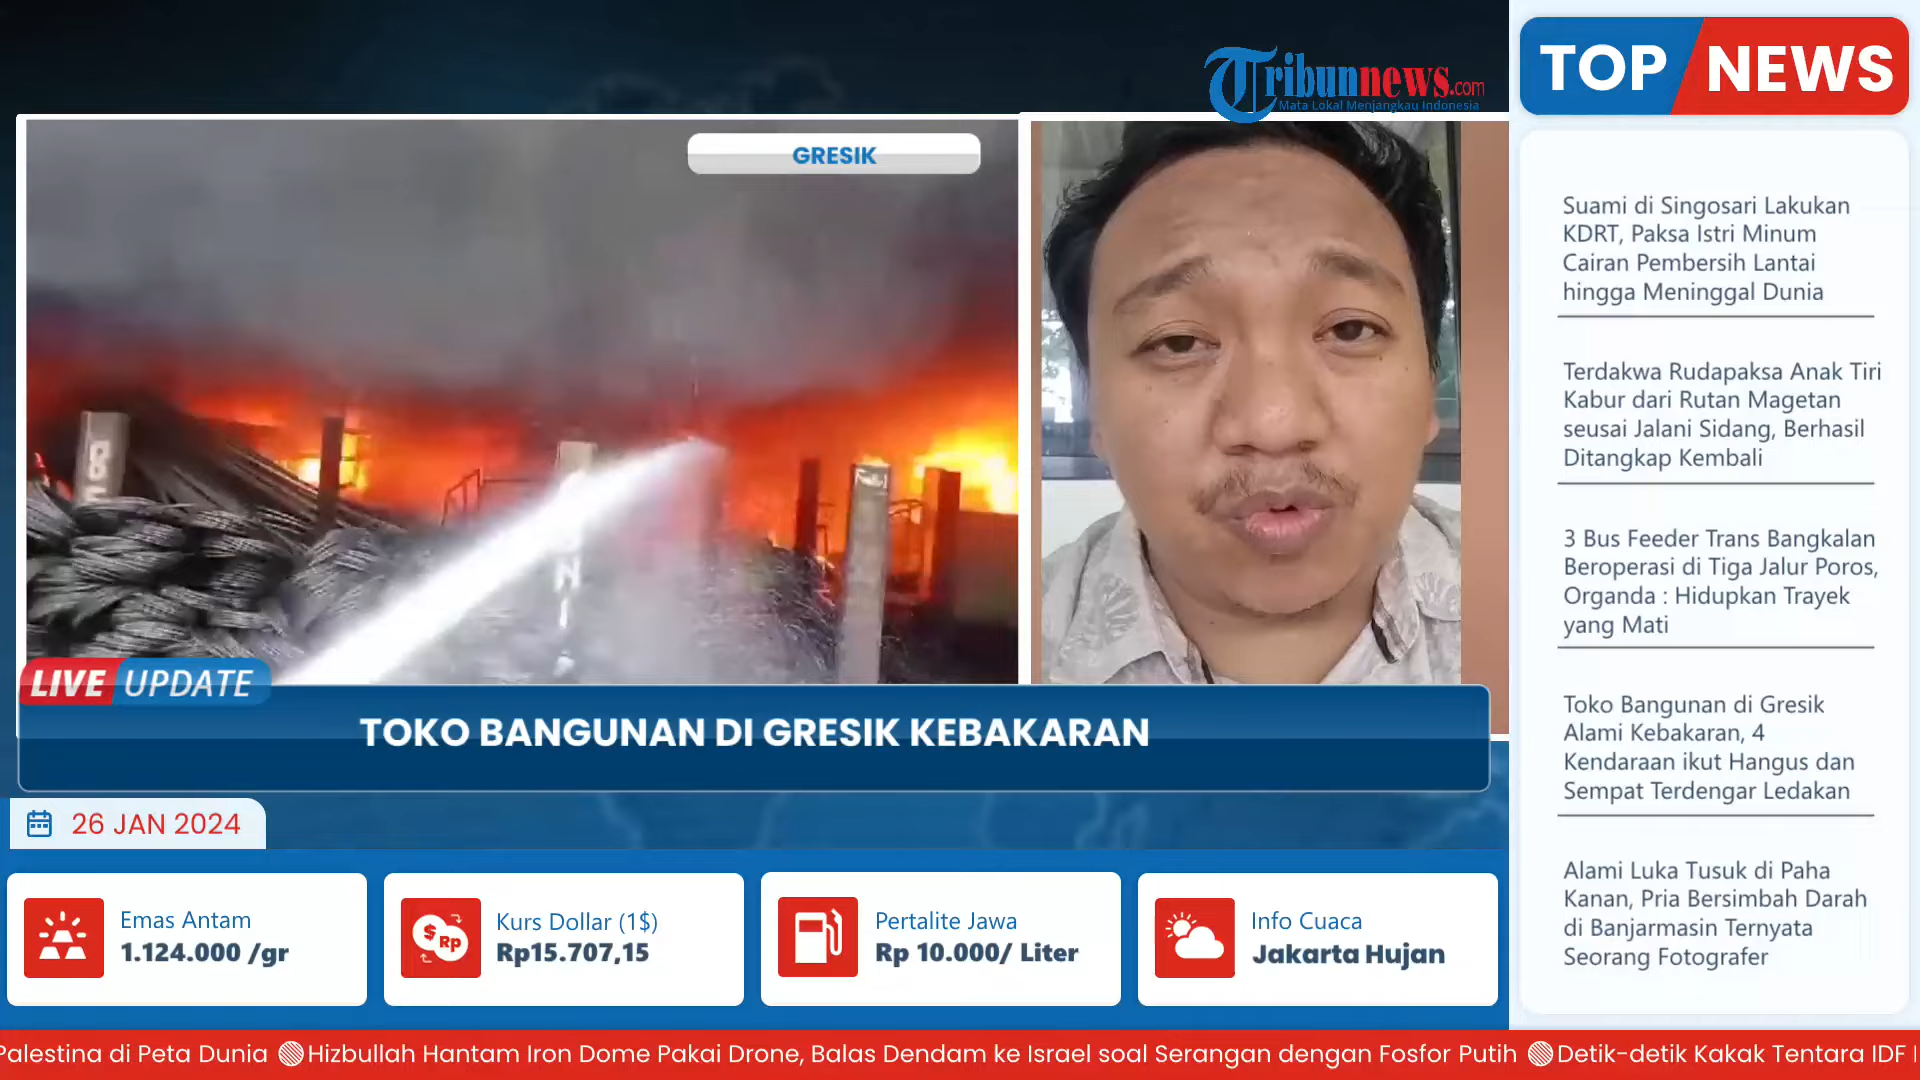 Tribunnews.com
Mata Lokal Menjangkau Indonesia
TOP NEWS
GRESIK
Suami di Singosari Lakukan
KDRT, Paksa Istri Minum
Cairan Pembersih Lantai
hingga Meninggal Dunia
Terdakwa Rudapaksa Anak Tiri
Kabur dari Rutan Magetan
seusai Jalani Sidang, Berhasil
Ditangkap Kembali
3 Bus Feeder Trans Bangkalan
Beroperasi di Tiga Jalur Poros,
Organda : Hidupkan Trayek
yang Mati
Toko Bangunan di Gresik
Alami Kebakaran, 4
Kendaraan ikut Hangus dan
Sempat Terdengar Ledakan
Alami Luka Tusuk di Paha
Kanan, Pria Bersimbah Darah
di Banjarmasin Ternyata
Seorang Fotografer
LIVE UPDATE
TOKO BANGUNAN DI GRESIK KEBAKARAN
26 JAN 2024
Emas Antam
1.124.000 /gr
Kurs Dollar (1$)
Rp15.707,15
Pertalite Jawa
Rp 10.000/ Liter
Info Cuaca
Jakarta Hujan
Palestina di Peta Dunia Hizbullah Hantam Iron Dome Pakai Drone, Balas Dendam ke Israel soal Serangan dengan Fosfor Putih Detik-detik Kakak Tentara IDF